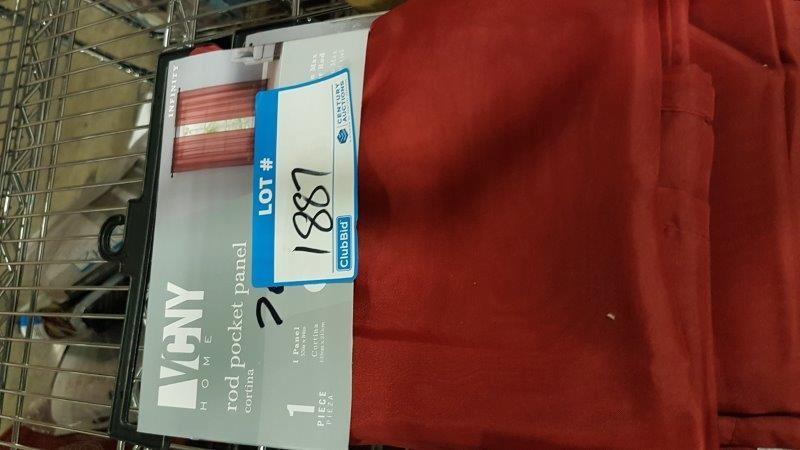 INFINITY
LOT #
1887
CENTURY
AUCTIONS
ClubBid
VCNY
HOME
rod pocket panel
cortina
1 Panel
Cortina
1
PIECE
PIEZA